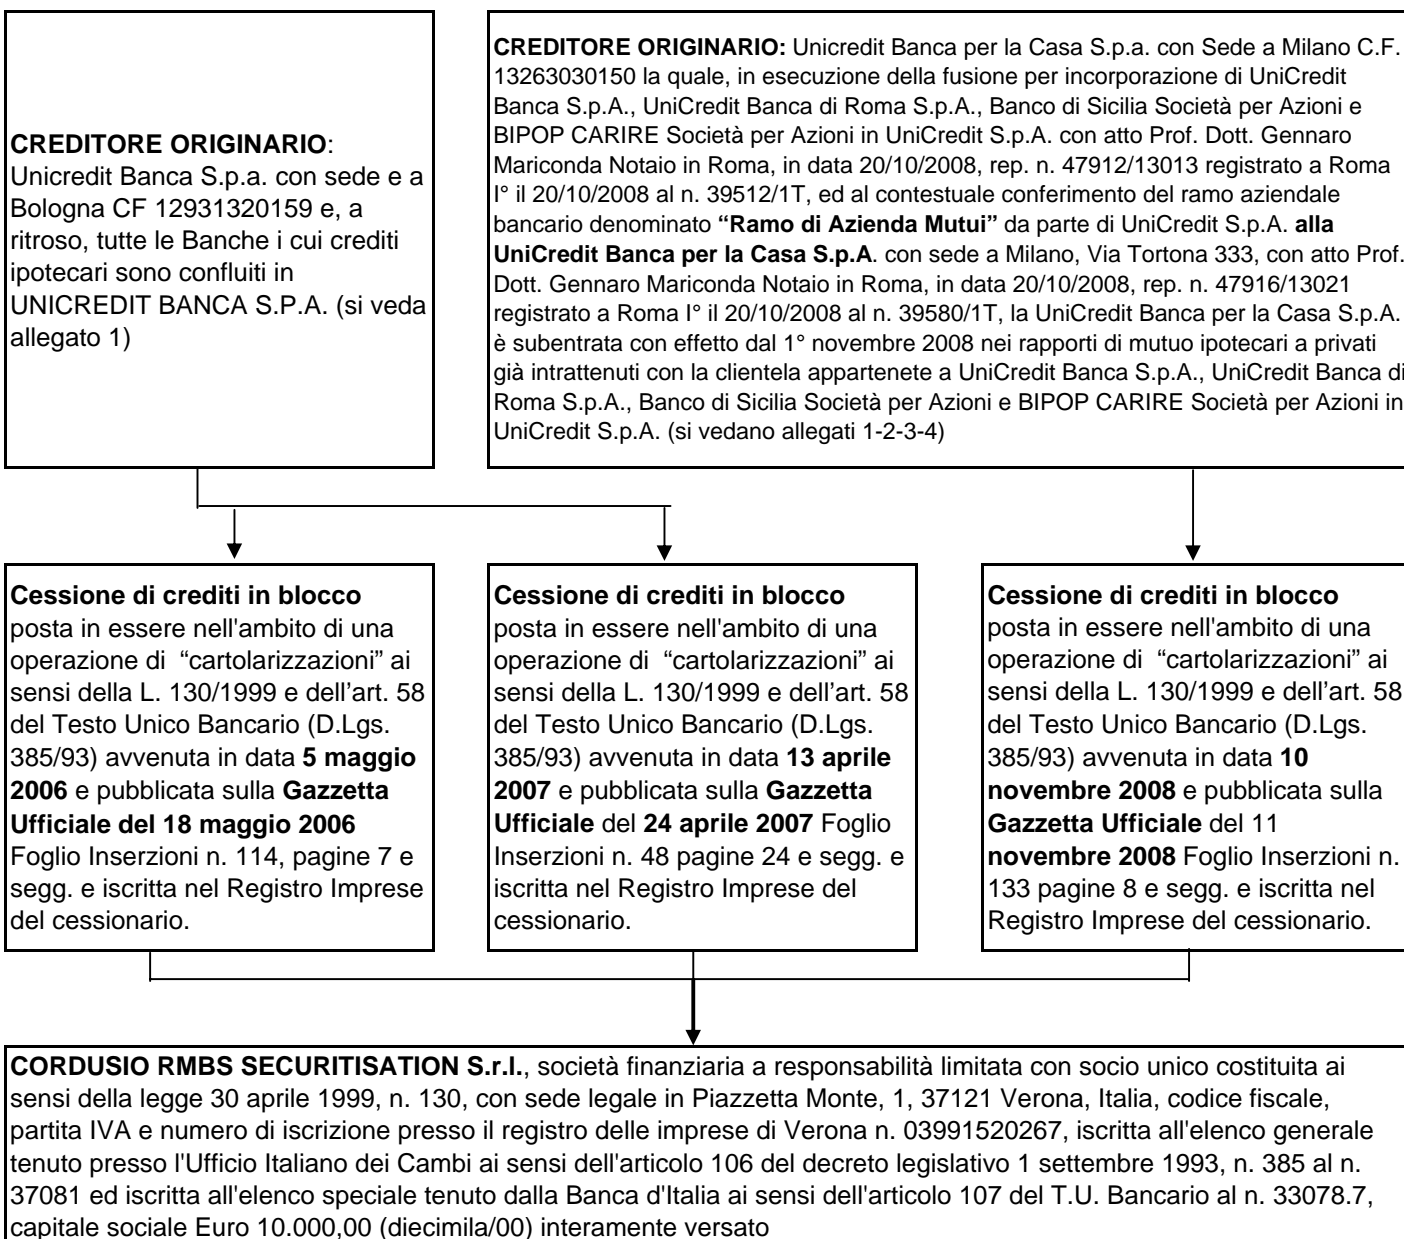 CREDITORE ORIGINARIO:
Unicredit Banca S.p.a. con sede e a
Bologna CF 12931320159 e, a
ritroso, tutte le Banche i cui crediti
ipotecari sono confluiti in
UNICREDIT BANCA S.P.A. (si veda
allegato 1)
CREDITORE ORIGINARIO: Unicredit Banca per la Casa S.p.a. con Sede a Milano C.F.
13263030150 la quale, in esecuzione della fusione per incorporazione di UniCredit
Banca S.p.A., UniCredit Banca di Roma S.p.A., Banco di Sicilia Società per Azioni e
BIPOP CARIRE Società per Azioni in UniCredit S.p.A. con atto Prof. Dott. Gennaro
Mariconda Notaio in Roma, in data 20/10/2008, rep. n. 47912/13013 registrato a Roma
I° il 20/10/2008 al n. 39512/1T, ed al contestuale conferimento del ramo aziendale
bancario denominato “Ramo di Azienda Mutui” da parte di UniCredit S.p.A. alla
UniCredit Banca per la Casa S.p.A. con sede a Milano, Via Tortona 333, con atto Prof.
Dott. Gennaro Mariconda Notaio in Roma, in data 20/10/2008, rep. n. 47916/13021
registrato a Roma I° il 20/10/2008 al n. 39580/1T, la UniCredit Banca per la Casa S.p.A.
è subentrata con effetto dal 1° novembre 2008 nei rapporti di mutuo ipotecari a privati
già intrattenuti con la clientela appartenete a UniCredit Banca S.p.A., UniCredit Banca di
Roma S.p.A., Banco di Sicilia Società per Azioni e BIPOP CARIRE Società per Azioni in
UniCredit S.p.A. (si vedano allegati 1-2-3-4)
Cessione di crediti in blocco
posta in essere nell'ambito di una
operazione di “cartolarizzazioni” ai
sensi della L. 130/1999 e dell’art. 58
del Testo Unico Bancario (D.Lgs.
385/93) avvenuta in data 5 maggio
2006 e pubblicata sulla Gazzetta
Ufficiale del 18 maggio 2006
Foglio Inserzioni n. 114, pagine 7 e
segg. e iscritta nel Registro Imprese
del cessionario.
Cessione di crediti in blocco
posta in essere nell'ambito di una
operazione di “cartolarizzazioni” ai
sensi della L. 130/1999 e dell’art. 58
del Testo Unico Bancario (D.Lgs.
385/93) avvenuta in data 13 aprile
2007 e pubblicata sulla Gazzetta
Ufficiale del 24 aprile 2007 Foglio
Inserzioni n. 48 pagine 24 e segg. e
iscritta nel Registro Imprese del
cessionario.
Cessione di crediti in blocco
posta in essere nell'ambito di una
operazione di “cartolarizzazioni” ai
sensi della L. 130/1999 e dell’art. 58
del Testo Unico Bancario (D.Lgs.
385/93) avvenuta in data 10
novembre 2008 e pubblicata sulla
Gazzetta Ufficiale del 11
novembre 2008 Foglio Inserzioni n.
133 pagine 8 e segg. e iscritta nel
Registro Imprese del cessionario.
CORDUSIO RMBS SECURITISATION S.r.l., società finanziaria a responsabilità limitata con socio unico costituita ai
sensi della legge 30 aprile 1999, n. 130, con sede legale in Piazzetta Monte, 1, 37121 Verona, Italia, codice fiscale,
partita IVA e numero di iscrizione presso il registro delle imprese di Verona n. 03991520267, iscritta all'elenco generale
tenuto presso l'Ufficio Italiano dei Cambi ai sensi dell'articolo 106 del decreto legislativo 1 settembre 1993, n. 385 al n.
37081 ed iscritta all'elenco speciale tenuto dalla Banca d'Italia ai sensi dell'articolo 107 del T.U. Bancario al n. 33078.7,
capitale sociale Euro 10.000,00 (diecimila/00) interamente versato